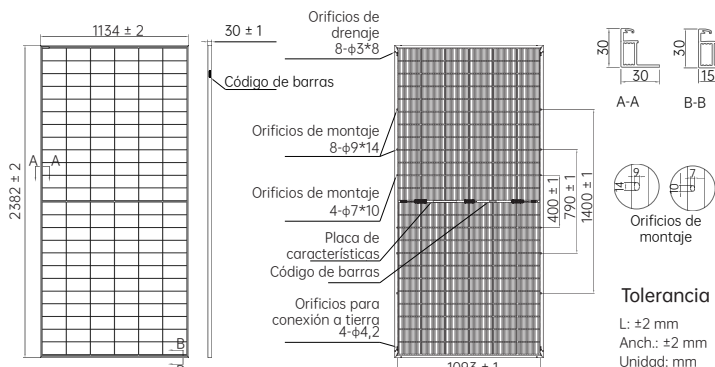 1134 ± 2
30 ± 1
Código de barras
A A
2382 ± 2
B
Orificios de
drenaje
8-ϕ3*8
Orificios de montaje
8-ϕ9*14
Orificios de montaje
4-ϕ7*10
Placa de
características
Código de barras
Orificios para
conexión a tierra
4-ϕ4,2
400 ± 1
790 ± 1
1400 ± 1
1093 ± 1
30
30
A-A
30
15
B-B
9
14
7
10
Orificios de
montaje
Tolerancia
L: ±2 mm
Anch.: ±2 mm
Unidad: mm